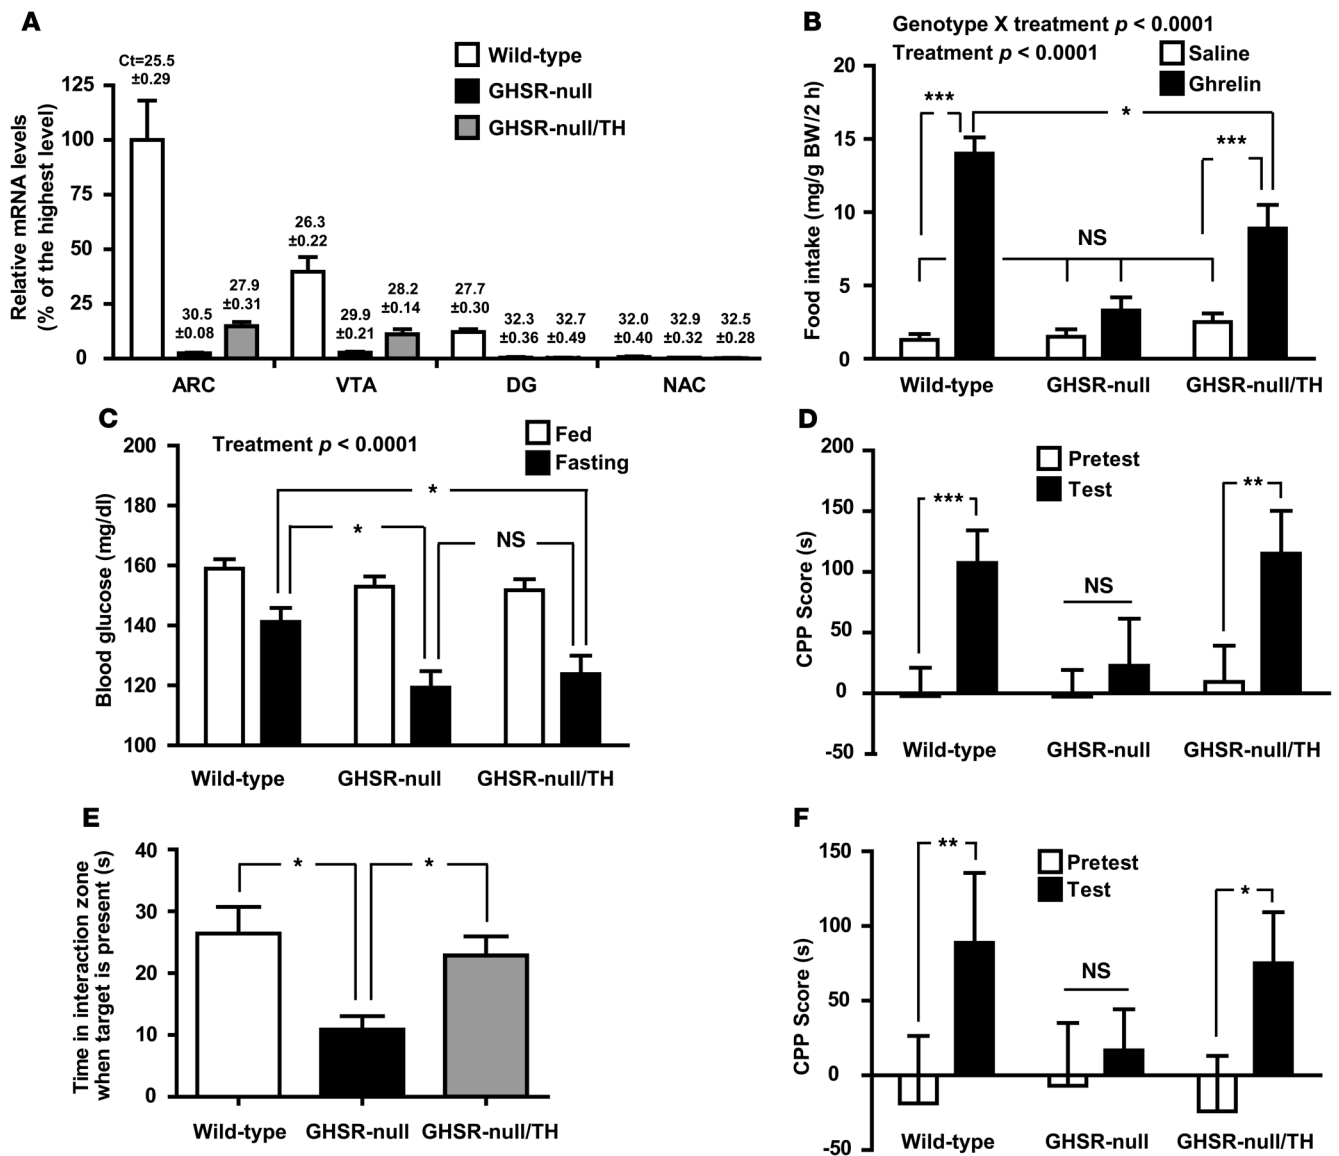 A
Ct=25.5
±0.29
Wild-type
GHSR-null
GHSR-null/TH
Relative mRNA levels
(% of the highest level)
125
100
75
50
25
0
30.5
±0.08
27.9
±0.31
26.3
±0.22
29.9
±0.21
28.2
±0.14
27.7
±0.30
32.3
±0.36
32.7
±0.49
32.0
±0.40
32.9
±0.32
32.5
±0.28
ARC
VTA
DG
NAC
B
Genotype X treatment p < 0.0001
Treatment p < 0.0001
Saline
Ghrelin
Food intake (mg/g BW/2 h)
20
15
10
5
0
***
*
***
NS
Wild-type
GHSR-null
GHSR-null/TH
C
Treatment p < 0.0001
Fed
Fasting
Blood glucose (mg/dl)
200
180
160
140
120
100
*
*
NS
Wild-type
GHSR-null
GHSR-null/TH
D
Pretest
Test
CPP Score (s)
200
150
100
50
0
-50
***
NS
**
Wild-type
GHSR-null
GHSR-null/TH
E
Time in interaction zone
when target is present (s)
40
30
20
10
0
*
*
Wild-type
GHSR-null
GHSR-null/TH
F
Pretest
Test
CPP Score (s)
150
100
50
0
-50
**
NS
*
Wild-type
GHSR-null
GHSR-null/TH